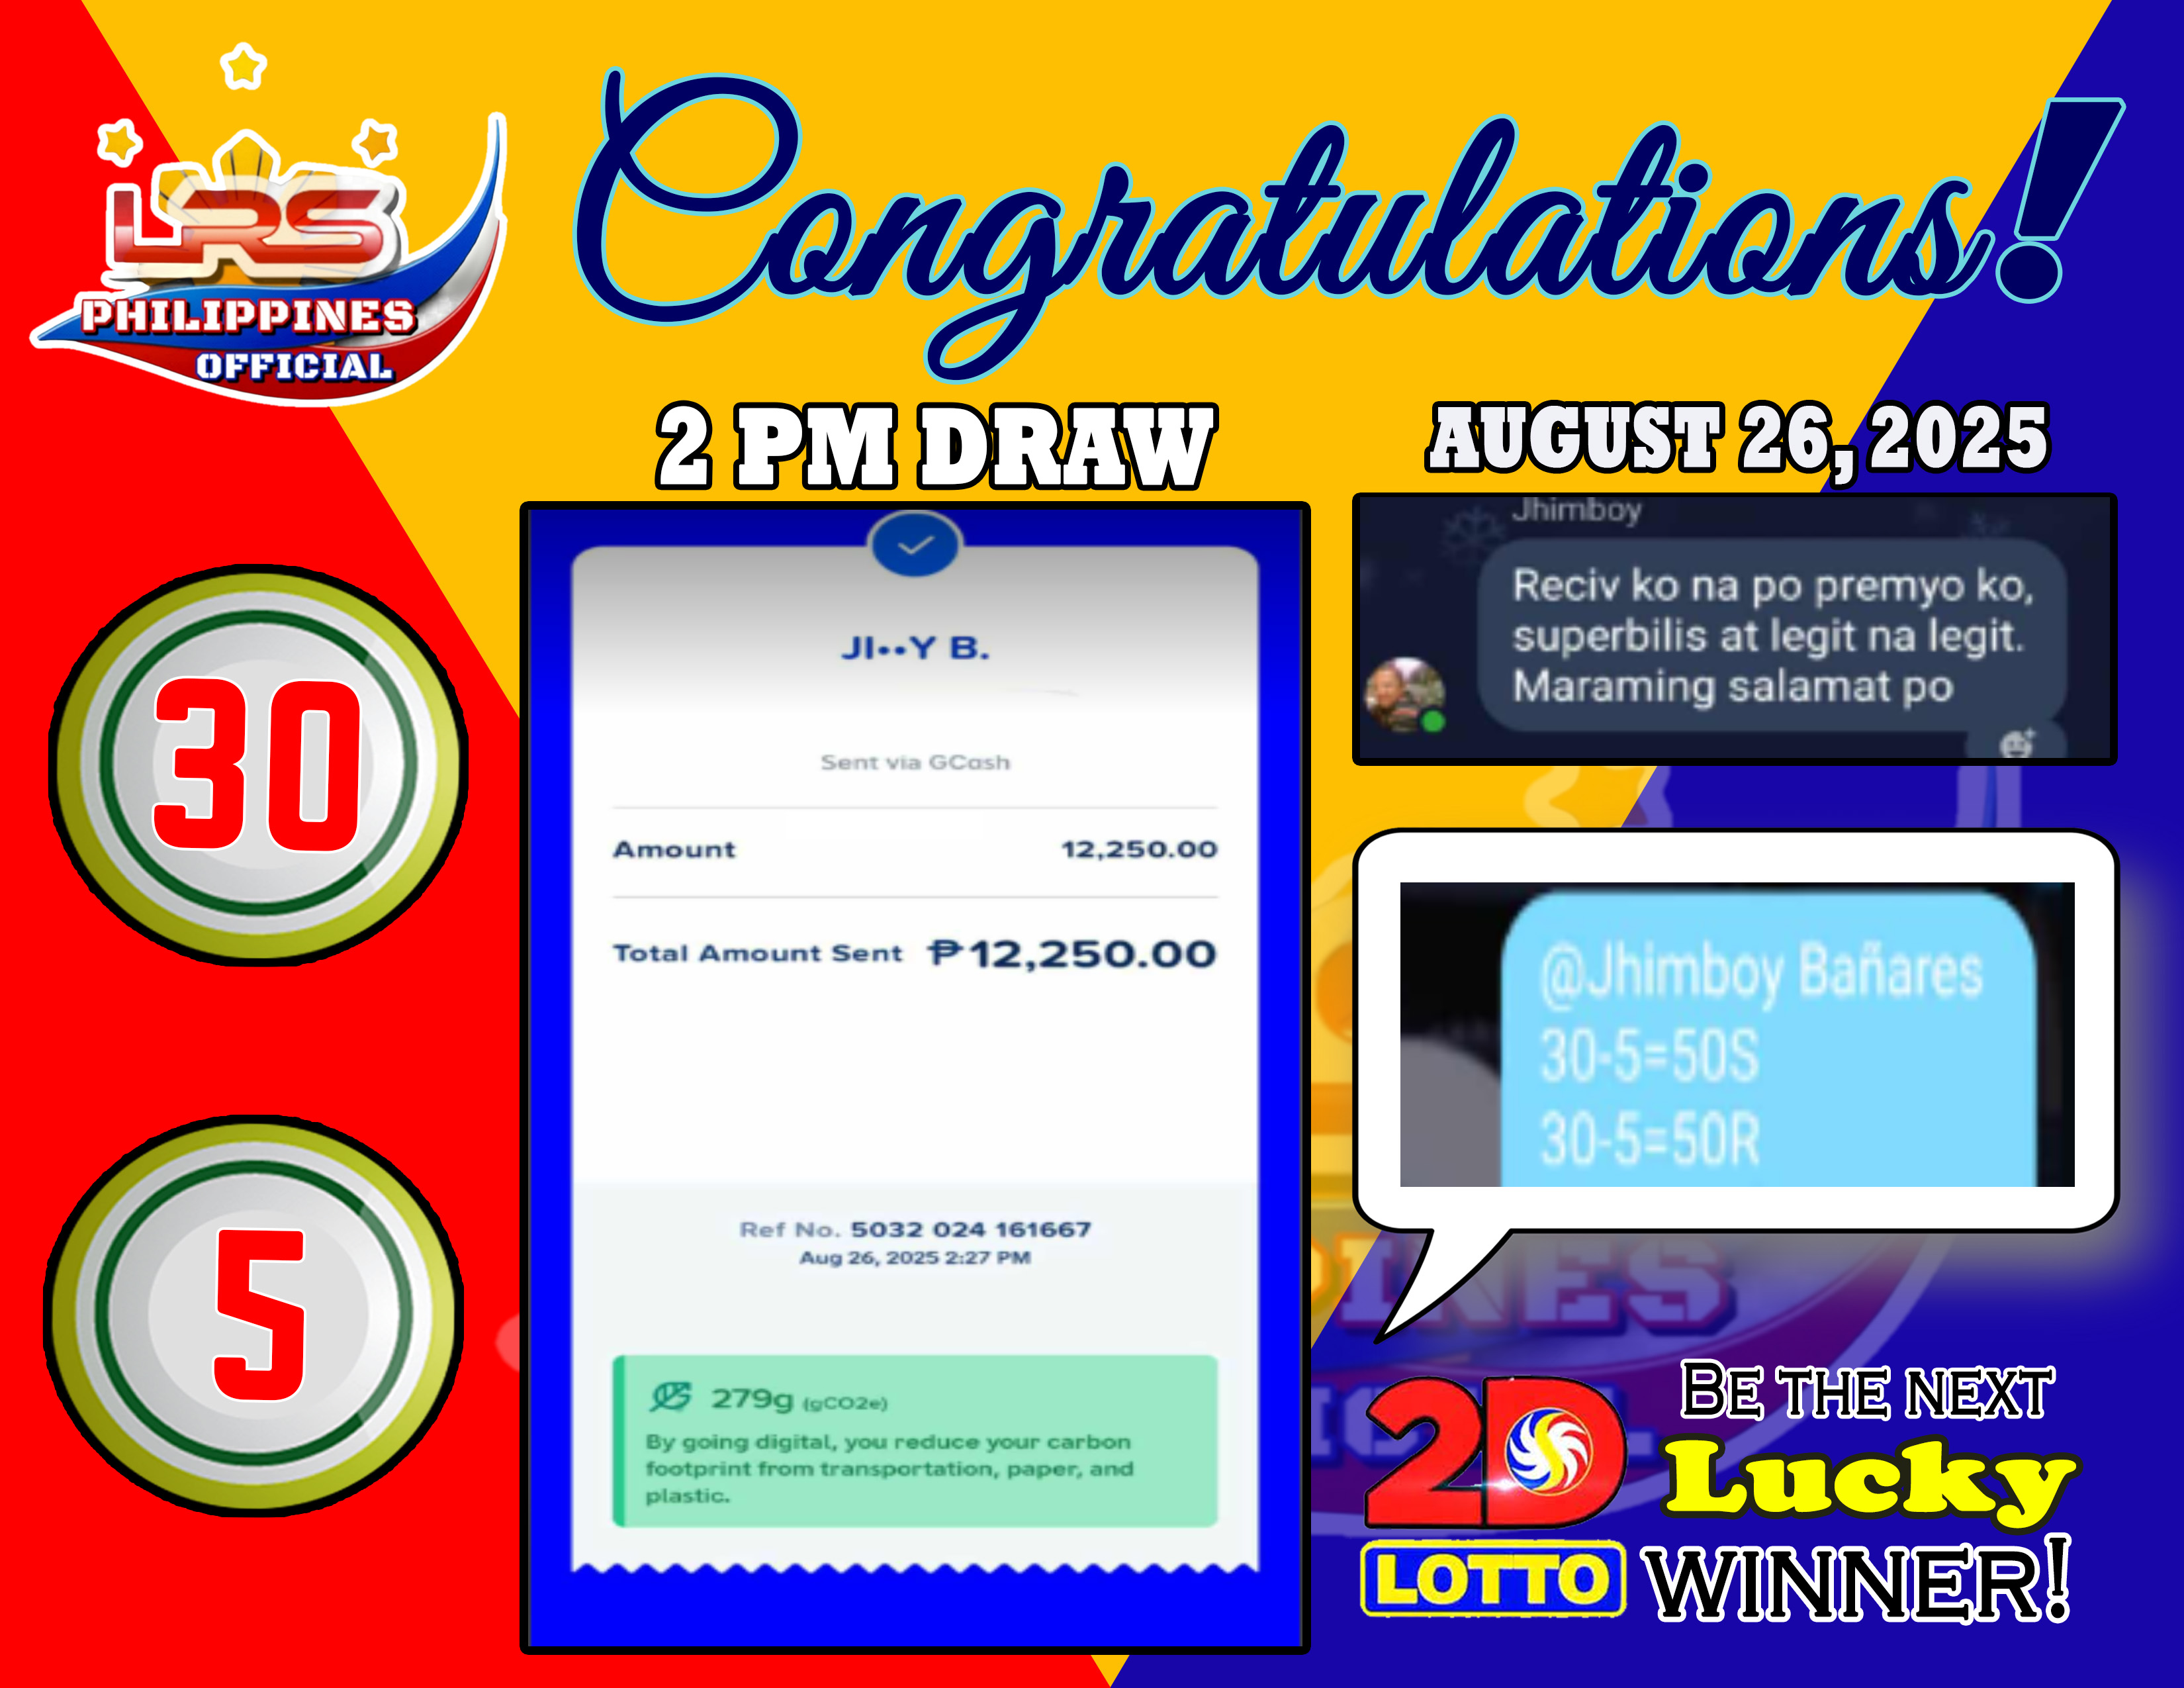 LRS
PHILIPPINES
OFFICIAL
Congratulations!
2 PM DRAW
AUGUST 26, 2025
30
5
JI••Y B.
Sent via GCash
Amount 12,250.00
Total Amount Sent ₱12,250.00
Ref No. 5032 024 161667
Aug 26, 2025 2:27 PM
279g (gCO2e)
By going digital, you reduce your carbon
footprint from transportation, paper, and
plastic.
Jhimboy
Reciv ko na po premyo ko,
superbilis at legit na legit.
Maraming salamat po
@Jhimboy Bañares
30-5=50S
30-5=50R
2D
LOTTO
BE THE NEXT
Lucky
WINNER!